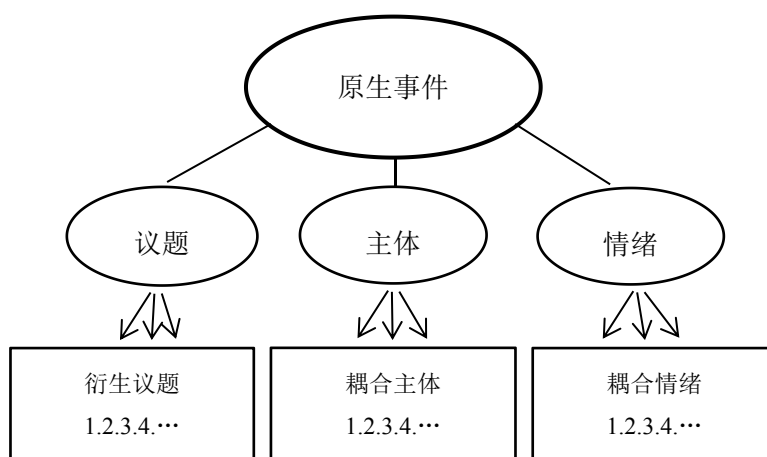 原生事件
议题
主体
情绪
衍生议题
1.2.3.4.…
耦合主体
1.2.3.4.…
耦合情绪
1.2.3.4.…